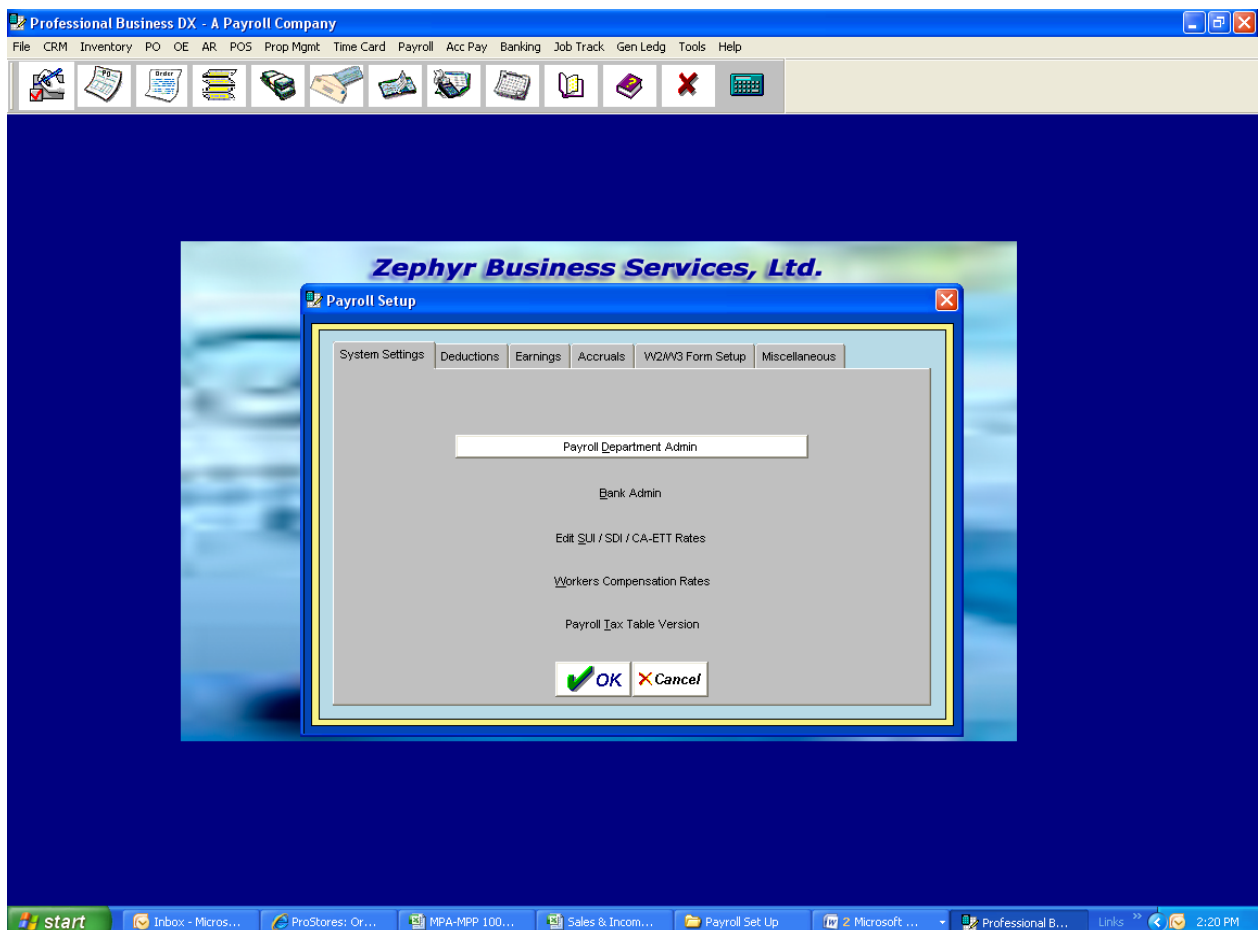 Professional Business DX - A Payroll Company
File CRM Inventory PO OE AR POS Prop Mgmt Time Card Payroll Acc Pay Banking Job Track Gen Ledg Tools Help
PO
Order
Zephyr Business Services, Ltd.
Payroll Setup
System Settings Deductions Earnings Accruals W2/W3 Form Setup Miscellaneous
Payroll Department Admin
Bank Admin
Edit SUI / SDI / CA-ETT Rates
Workers Compensation Rates
Payroll Tax Table Version
OK Cancel
start Inbox - Micros... ProStores: Or... MPA-MPP 100... Sales & Incom... Payroll Set Up 2 Microsoft ... Professional B... Links » 2:20 PM